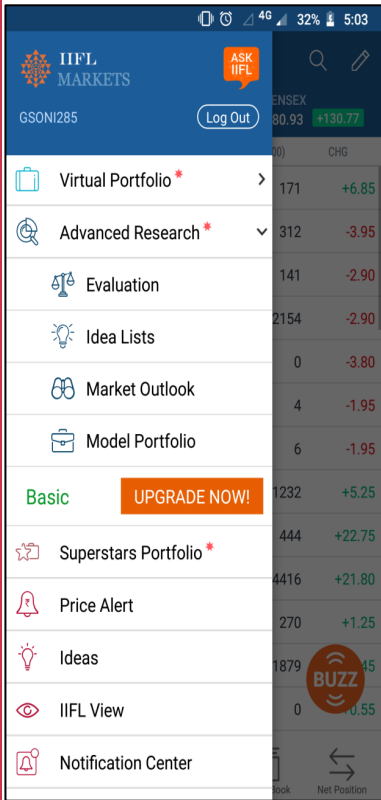 4G 32% 5:03
IIFL
MARKETS
ASK
IIFL
GSONI285
Log Out
ENSEX
80.93 +130.77
00) CHG
Virtual Portfolio*
171 +6.85
Advanced Research*
312 -3.95
Evaluation
141 -2.90
Idea Lists
2154 -2.90
Market Outlook
0 -3.80
4 -1.95
Model Portfolio
6 -1.95
Basic
UPGRADE NOW!
1232 +5.25
Superstars Portfolio*
444 +22.75
4416 +21.80
Price Alert
270 +1.25
Ideas
1879 45
BUZZ
IIFL View
0 0.55
Notification Center
Book Net Position